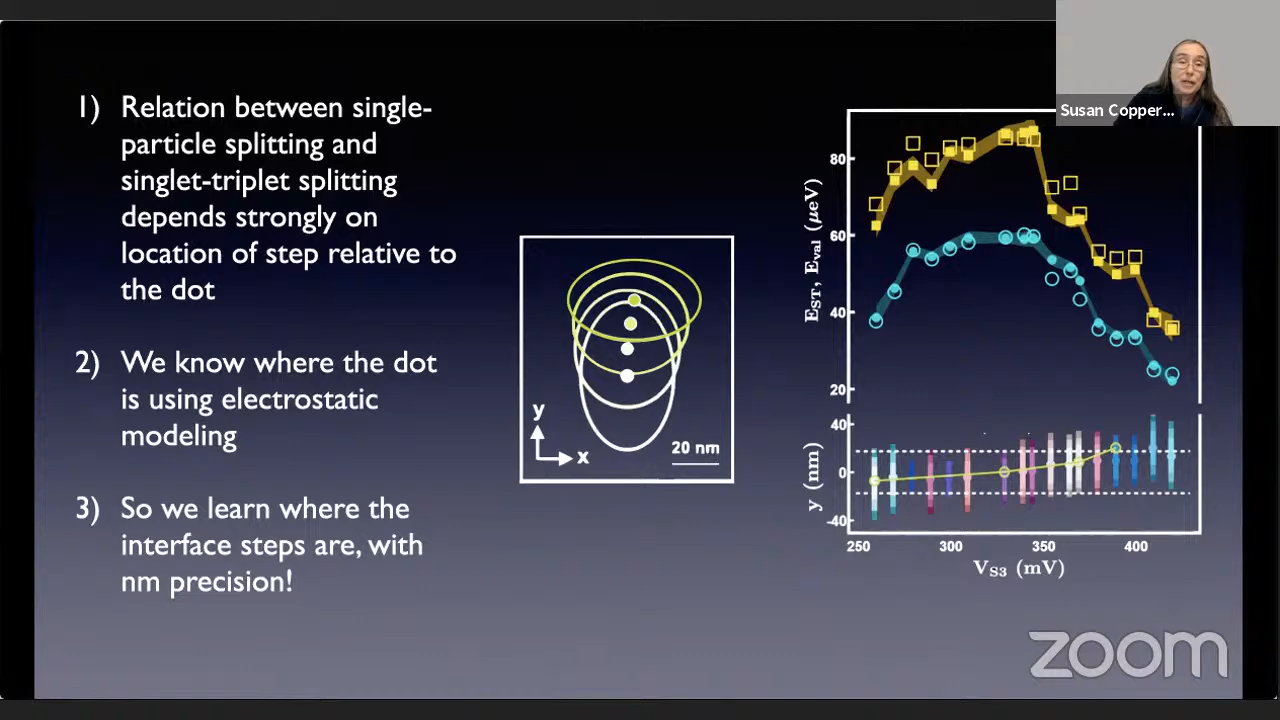 1) Relation between single-
particle splitting and
singlet-triplet splitting
depends strongly on
location of step relative to
the dot
2) We know where the dot
is using electrostatic
modeling
3) So we learn where the
interface steps are, with
nm precision!
y
x
20 nm
Susan Copper...
E_ST, E_val (μeV)
80
60
40
20
y (nm)
40
0
-40
250 300 350 400
V_S3 (mV)
zoom